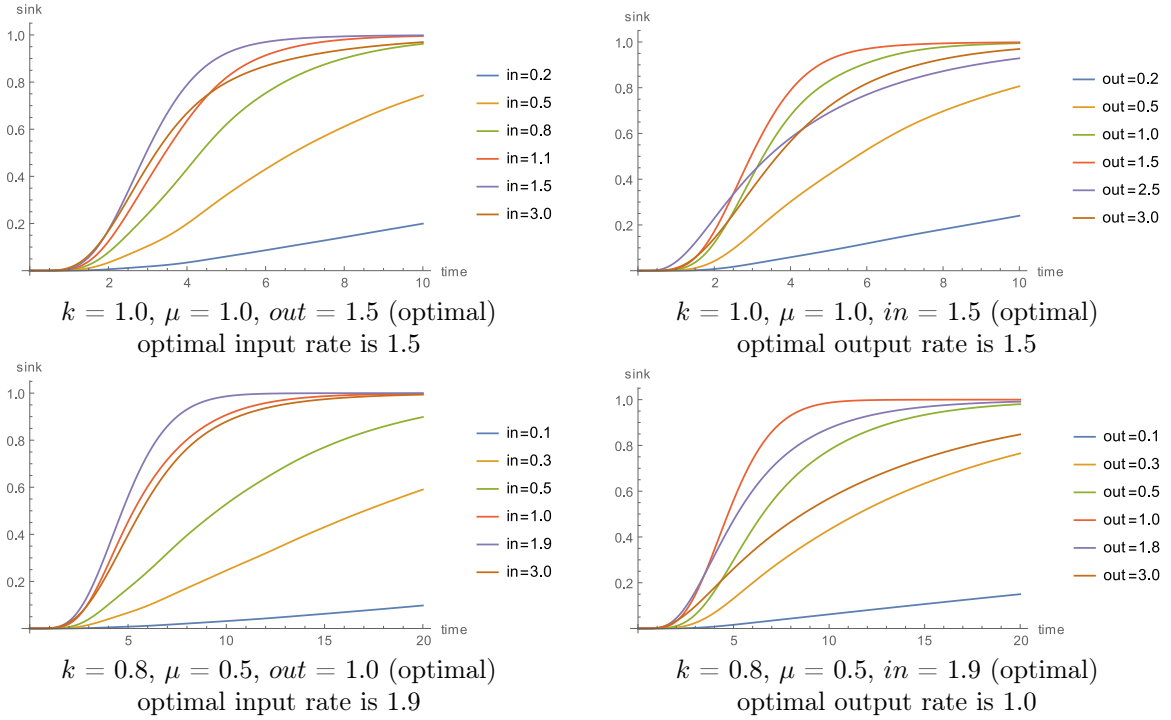 sink
1.0
0.8
0.6
0.4
0.2
2 4 6 8 10
time
in=0.2
in=0.5
in=0.8
in=1.1
in=1.5
in=3.0
k = 1.0, μ = 1.0, out = 1.5 (optimal)
optimal input rate is 1.5
sink
1.0
0.8
0.6
0.4
0.2
2 4 6 8 10
time
out=0.2
out=0.5
out=1.0
out=1.5
out=2.5
out=3.0
k = 1.0, μ = 1.0, in = 1.5 (optimal)
optimal output rate is 1.5
sink
1.0
0.8
0.6
0.4
0.2
5 10 15 20
time
in=0.1
in=0.3
in=0.5
in=1.0
in=1.9
in=3.0
k = 0.8, μ = 0.5, out = 1.0 (optimal)
optimal input rate is 1.9
sink
1.0
0.8
0.6
0.4
0.2
5 10 15 20
time
out=0.1
out=0.3
out=0.5
out=1.0
out=1.8
out=3.0
k = 0.8, μ = 0.5, in = 1.9 (optimal)
optimal output rate is 1.0